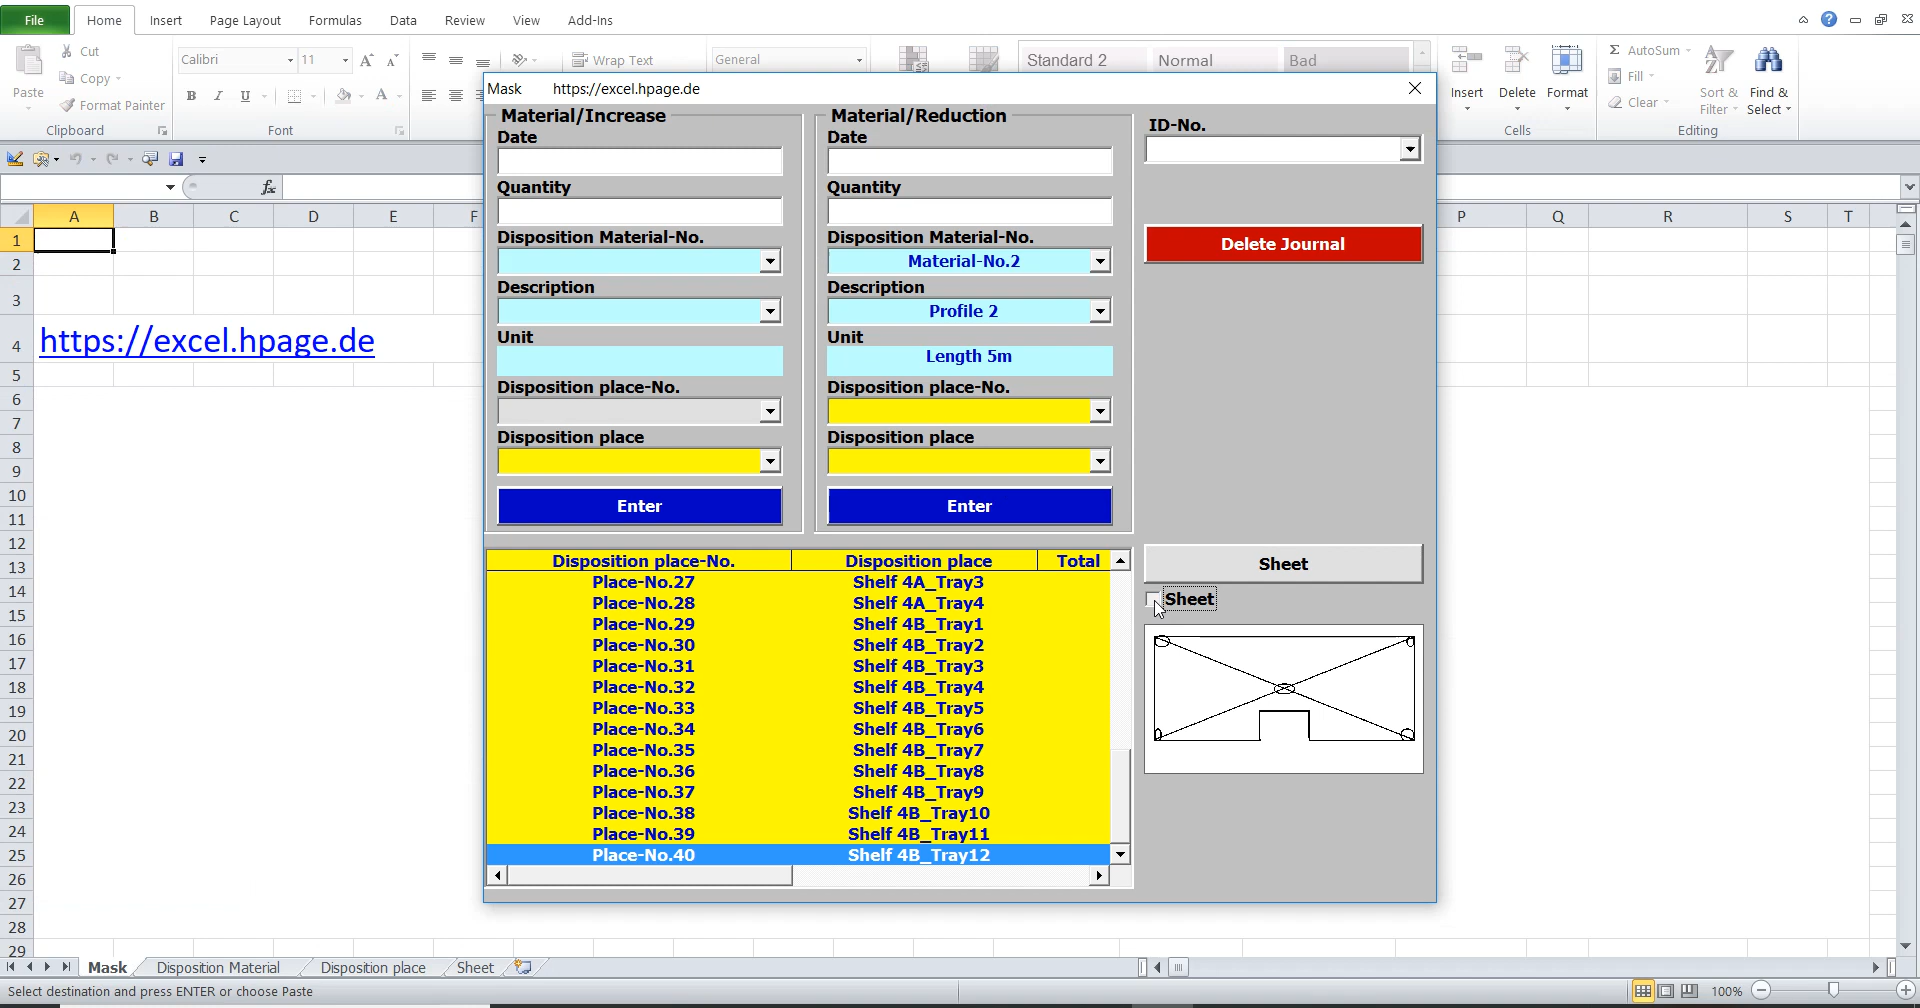 File Home Insert Page Layout Formulas Data Review View Add-Ins
Paste
Cut
Copy
Format Painter
Clipboard
Calibri 11
B I U
Font
Wrap Text
General
Standard 2 Normal Bad
Insert Delete Format
Cells
AutoSum
Fill
Clear
Sort & Filter
Find & Select
Editing
fx
A B C D E F P Q R S T
1
2
3
4
5
6
7
8
9
10
11
12
13
14
15
16
17
18
19
20
21
22
23
24
25
26
27
28
29
https://excel.hpage.de
Mask https://excel.hpage.de
Material/Increase
Date
Quantity
Disposition Material-No.
Description
Unit
Disposition place-No.
Disposition place
Enter
Material/Reduction
Date
Quantity
Disposition Material-No.
Material-No.2
Description
Profile 2
Unit
Length 5m
Disposition place-No.
Disposition place
Enter
ID-No.
Delete Journal
Disposition place-No. Disposition place Total
Place-No.27 Shelf 4A_Tray3
Place-No.28 Shelf 4A_Tray4
Place-No.29 Shelf 4B_Tray1
Place-No.30 Shelf 4B_Tray2
Place-No.31 Shelf 4B_Tray3
Place-No.32 Shelf 4B_Tray4
Place-No.33 Shelf 4B_Tray5
Place-No.34 Shelf 4B_Tray6
Place-No.35 Shelf 4B_Tray7
Place-No.36 Shelf 4B_Tray8
Place-No.37 Shelf 4B_Tray9
Place-No.38 Shelf 4B_Tray10
Place-No.39 Shelf 4B_Tray11
Place-No.40 Shelf 4B_Tray12
Sheet
Sheet
Mask Disposition Material Disposition place Sheet
Select destination and press ENTER or choose Paste
100%